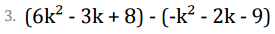 3. (6k² - 3k + 8) - (-k² - 2k - 9)